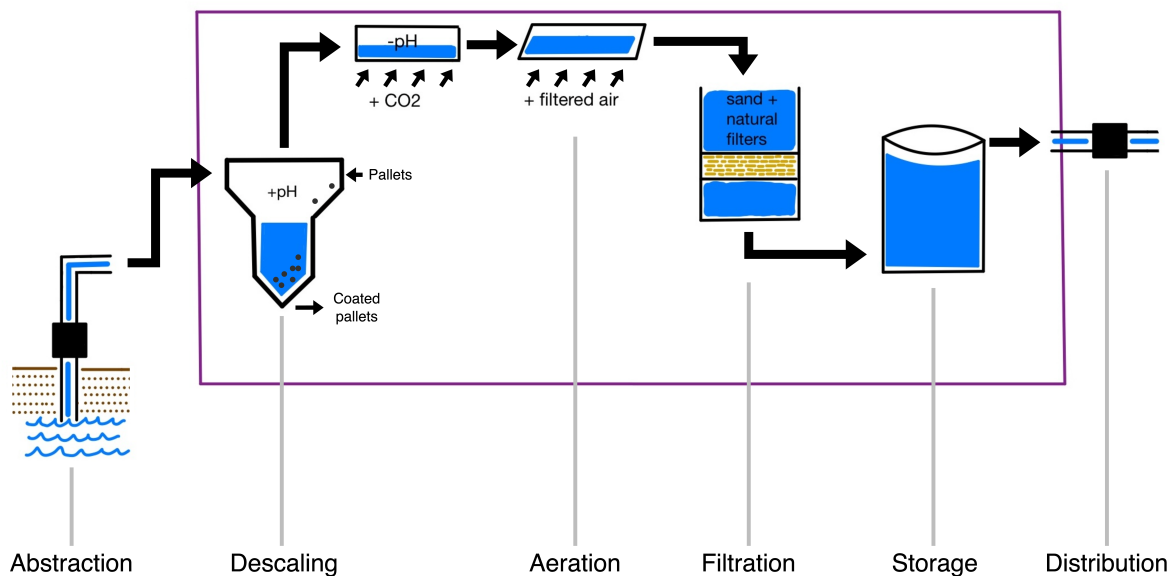 -pH
+ CO2
+ filtered air
sand +
natural
filters
+pH
Pallets
Coated
pallets
Abstraction
Descaling
Aeration
Filtration
Storage
Distribution